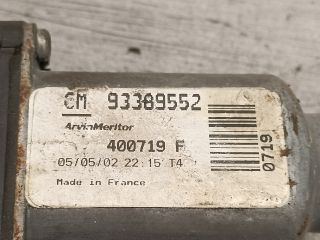 GM 93389552
ArvinMeritor
400719 F
05/05/02 22:15 T4
Made in France
0719